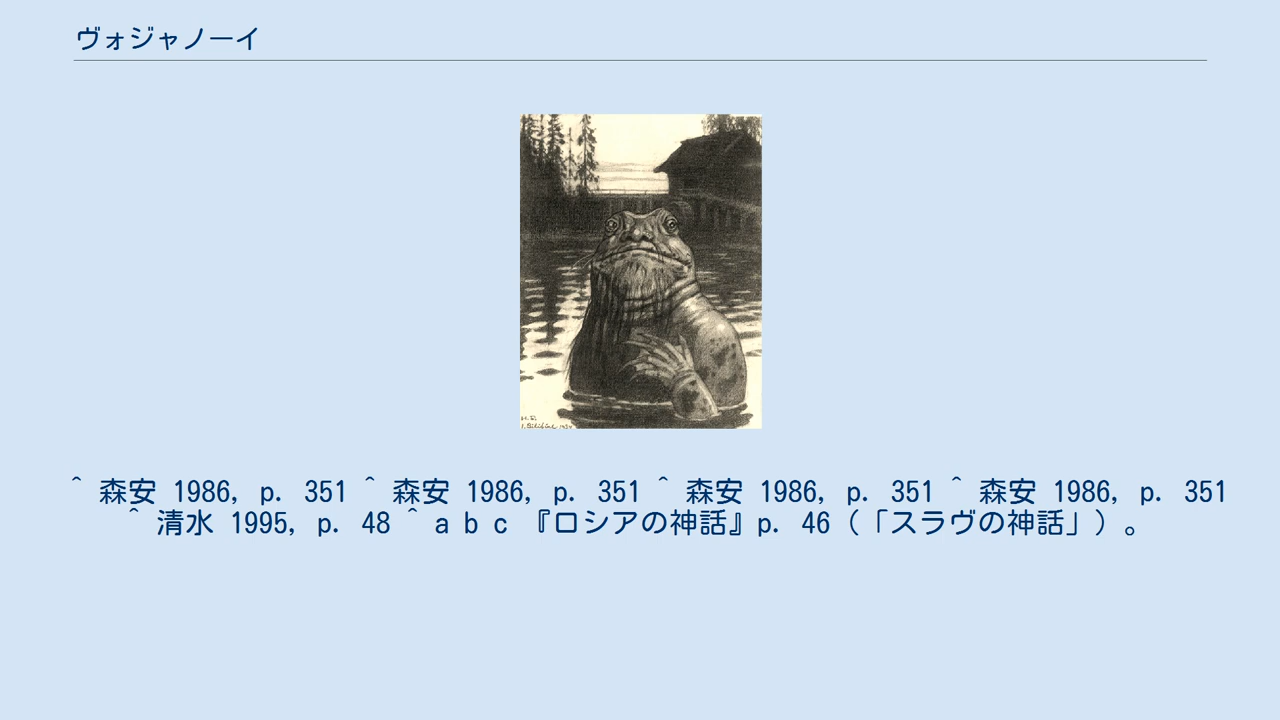 ヴォジャノーイ
^ 森安 1986, p. 351 ^ 森安 1986, p. 351 ^ 森安 1986, p. 351 ^ 森安 1986, p. 351
^ 清水 1995, p. 48 ^ a b c 『ロシアの神話』p. 46（「スラヴの神話」）。